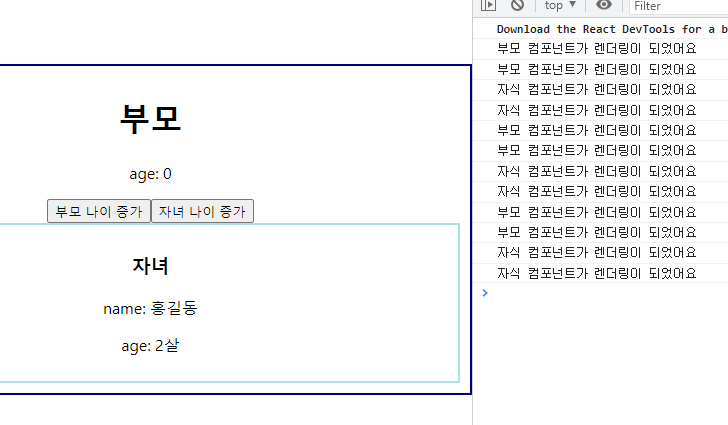 top ▼
Filter
Download the React DevTools for a b
부모 컴포넌트가 렌더링이 되었어요
부모 컴포넌트가 렌더링이 되었어요
자식 컴포넌트가 렌더링이 되었어요
자식 컴포넌트가 렌더링이 되었어요
부모 컴포넌트가 렌더링이 되었어요
부모 컴포넌트가 렌더링이 되었어요
자식 컴포넌트가 렌더링이 되었어요
자식 컴포넌트가 렌더링이 되었어요
부모 컴포넌트가 렌더링이 되었어요
부모 컴포넌트가 렌더링이 되었어요
자식 컴포넌트가 렌더링이 되었어요
자식 컴포넌트가 렌더링이 되었어요
부모
age: 0
부모 나이 증가 자녀 나이 증가
자녀
name: 홍길동
age: 2살